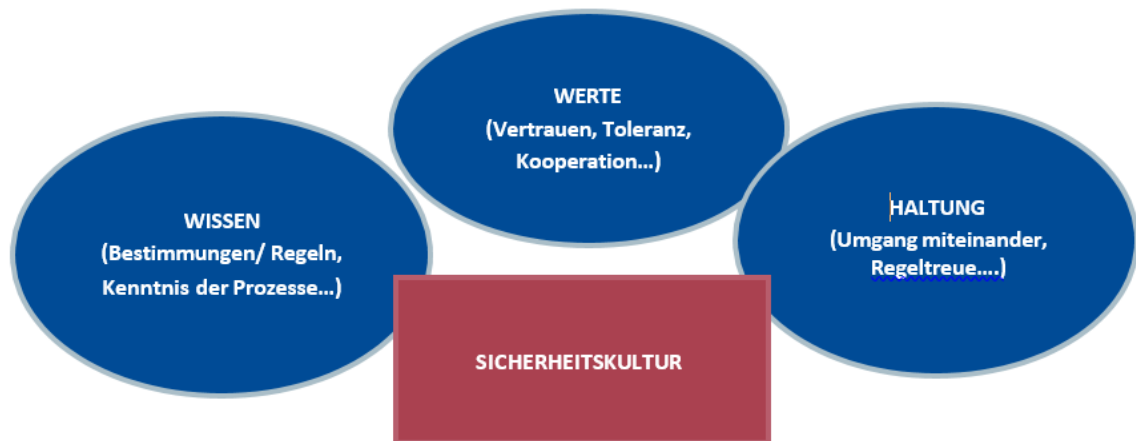 WERTE
(Vertrauen, Toleranz,
Kooperation…)
WISSEN
(Bestimmungen/ Regeln,
Kenntnis der Prozesse…)
HALTUNG
(Umgang miteinander,
Regeltreue….)
SICHERHEITSKULTUR